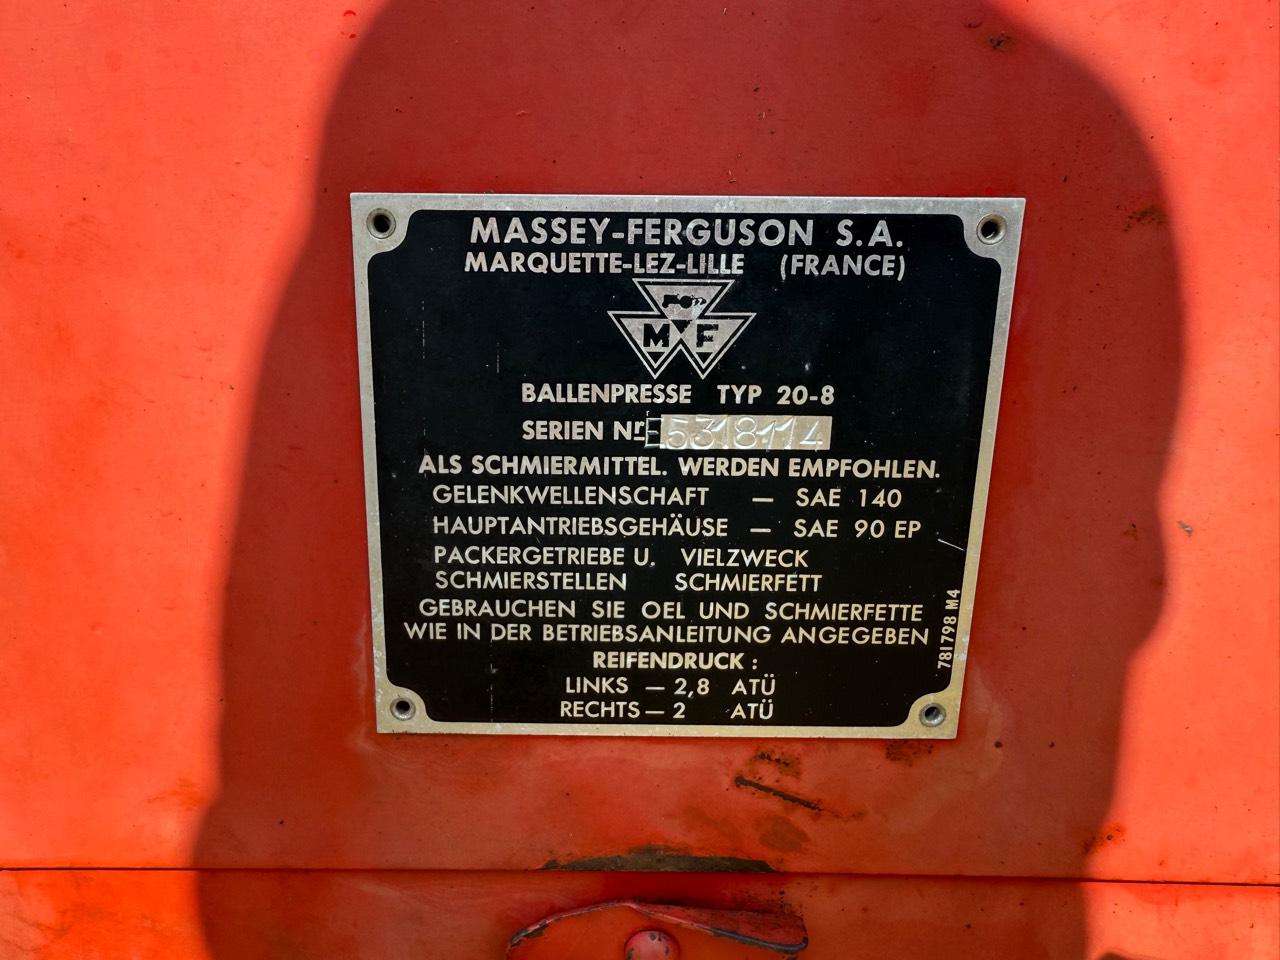 MASSEY-FERGUSON S.A.
MARQUETTE-LEZ-LILLE (FRANCE)
MF
BALLENPRESSE TYP 20-8
SERIEN Nr E5318114
ALS SCHMIERMITTEL. WERDEN EMPFOHLEN.
GELENKWELLENSCHAFT — SAE 140
HAUPTANTRIEBSGEHÄUSE — SAE 90 EP
PACKERGETRIEBE U. VIELZWECK
SCHMIERSTELLEN SCHMIERFETT
GEBRAUCHEN SIE OEL UND SCHMIERFETTE
WIE IN DER BETRIEBSANLEITUNG ANGEGEBEN
REIFENDRUCK :
LINKS — 2,8 ATÜ
RECHTS — 2 ATÜ
781798 M4